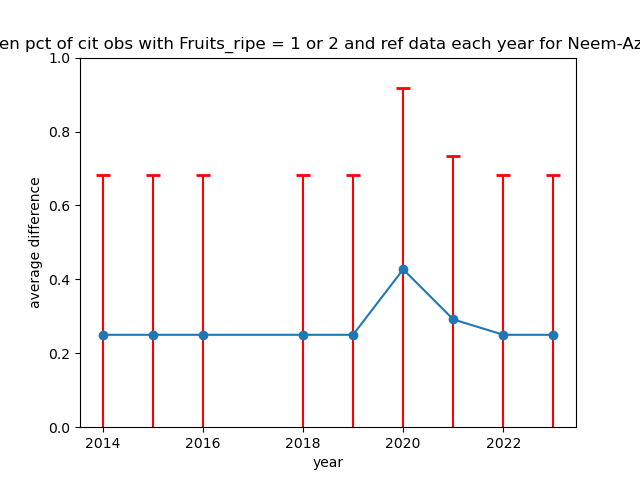 en pct of cit obs with Fruits_ripe = 1 or 2 and ref data each year for Neem-Az
1.0
0.8
0.6
0.4
0.2
0.0
average difference
2014 2016 2018 2020 2022
year